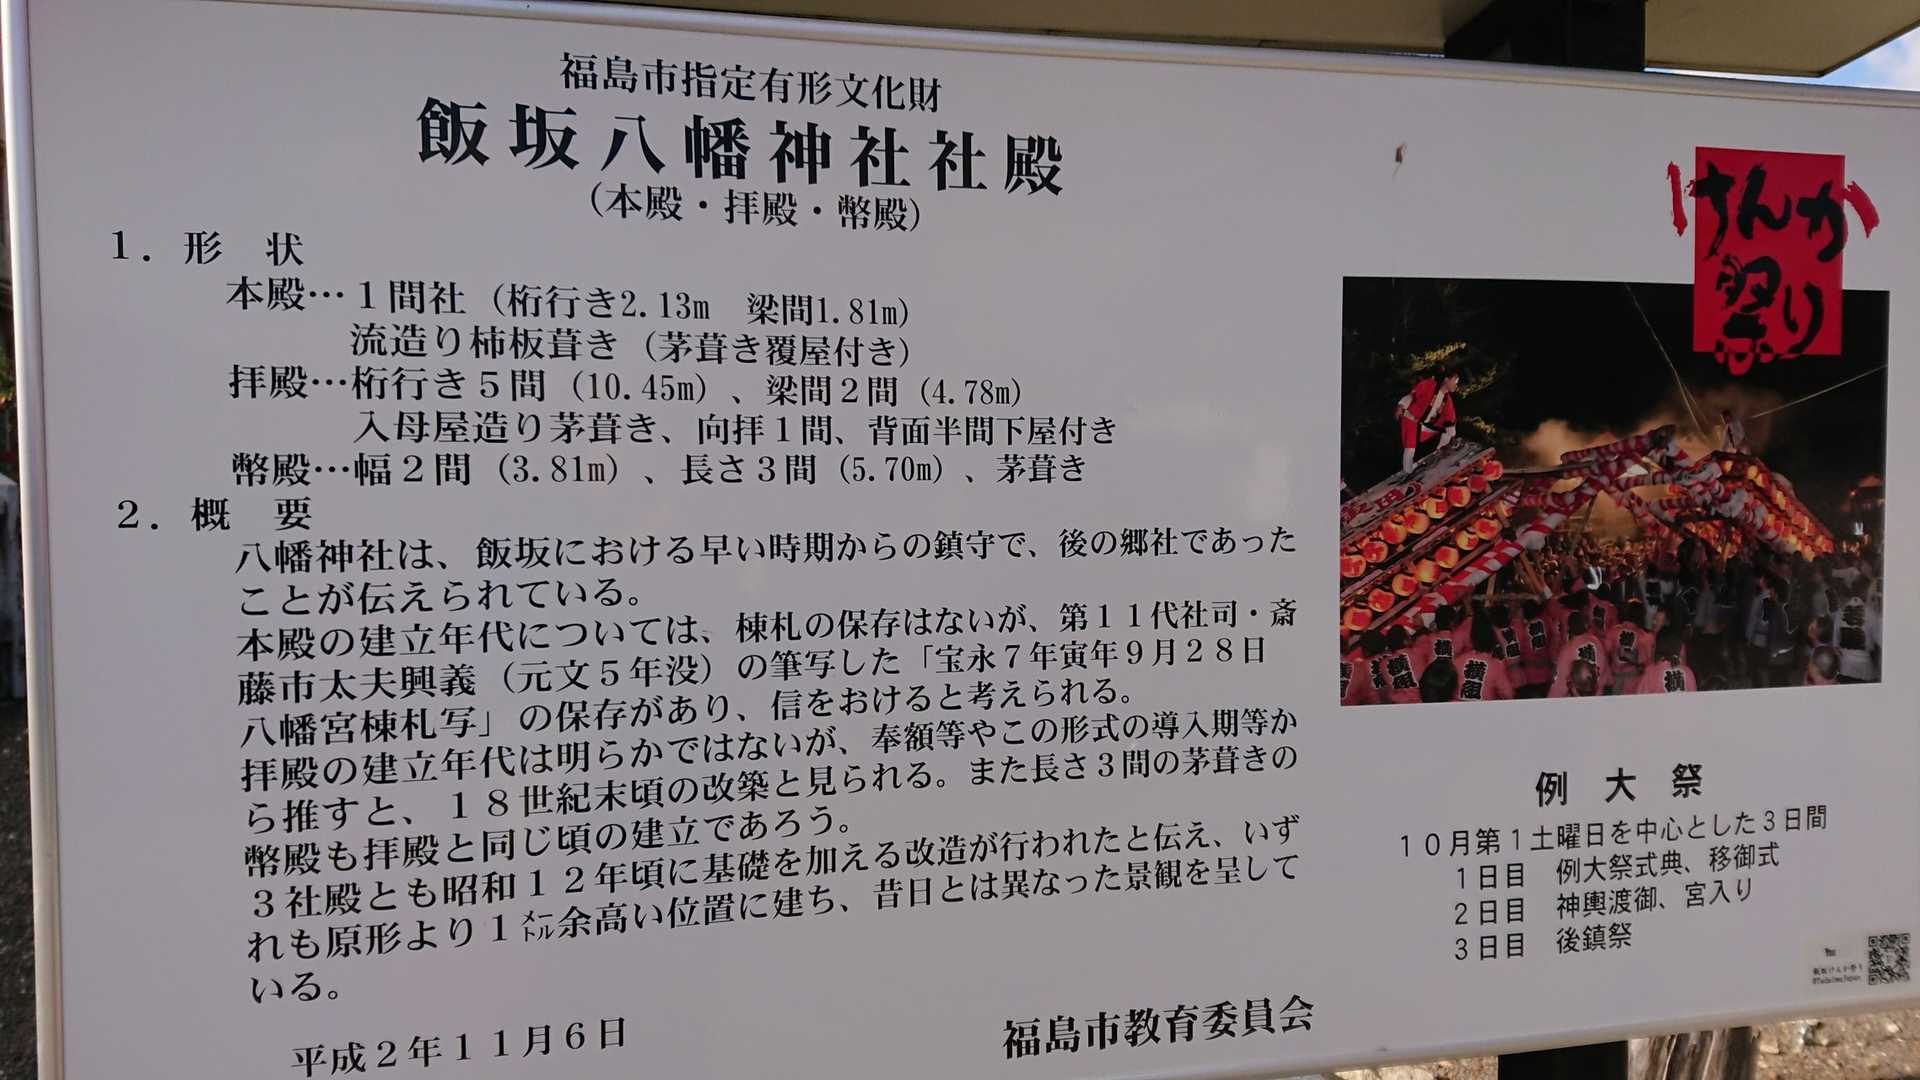 福島市指定有形文化財
飯坂八幡神社社殿
（本殿・拝殿・幣殿）
１．形　状
本殿…１間社（桁行き2.13m　梁間1.81m）
流造り柿板葺き（茅葺き覆屋付き）
拝殿…桁行き５間（10.45m）、梁間２間（4.78m）
入母屋造り茅葺き、向拝１間、背面半間下屋付き
幣殿…幅２間（3.81m）、長さ３間（5.70m）、茅葺き
２．概　要
八幡神社は、飯坂における早い時期からの鎮守で、後の郷社であった
ことが伝えられている。
本殿の建立年代については、棟札の保存はないが、第１１代社司・斎
藤市太夫興義（元文５年没）の筆写した「宝永７年寅年９月２８日
八幡宮棟札写」の保存があり、信をおけると考えられる。
拝殿の建立年代は明らかではないが、奉額等やこの形式の導入期等か
ら推すと、１８世紀末頃の改築と見られる。また長さ３間の茅葺きの
幣殿も拝殿と同じ頃の建立であろう。
３社殿とも昭和１２年頃に基礎を加える改造が行われたと伝え、いず
れも原形より１㍍余高い位置に建ち、昔日とは異なった景観を呈して
いる。
平成２年１１月６日
福島市教育委員会
けんか
祭り
横組
横組
横組
横組
若組
例　大　祭
１０月第１土曜日を中心とした３日間
１日目　例大祭式典、移御式
２日目　神輿渡御、宮入り
３日目　後鎮祭
飯坂けんか祭り